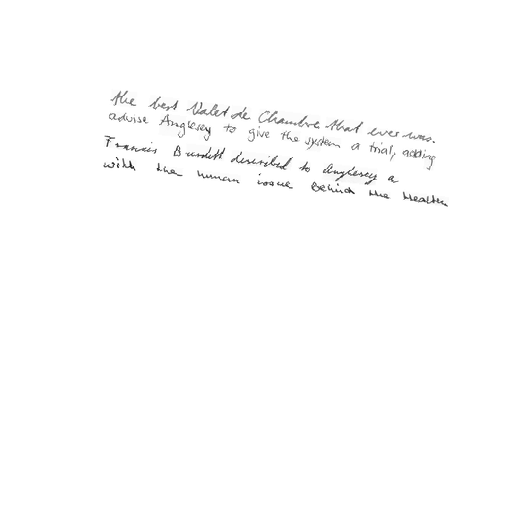 the best Valet de Chambre that ever was.
advise Anglesey to give the system a trial, adding
Francis Burdett described to Anglesey a
with the human issue behind the Health